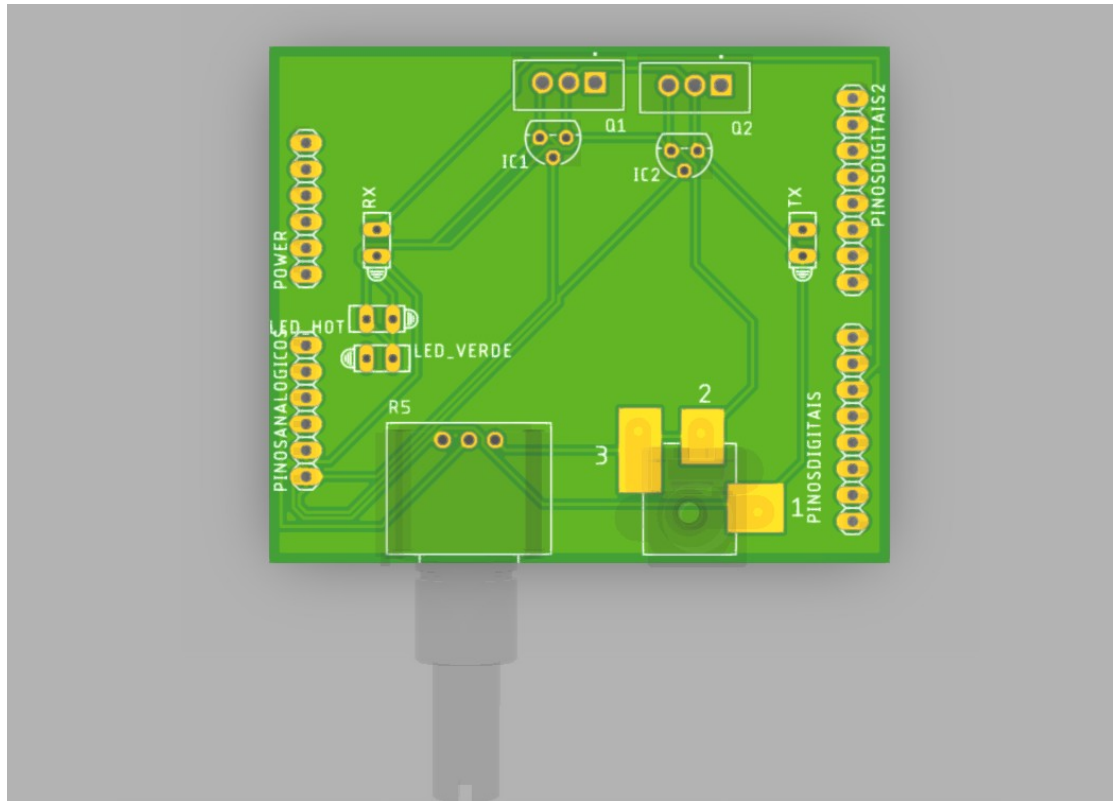 Q1
Q2
IC1
IC2
PINOSDIGITAIS2
RX
TX
POWER
LED_HOT
LED_VERDE
PINOSANALOGICOS
R5
2
3
1
PINOSDIGITAIS